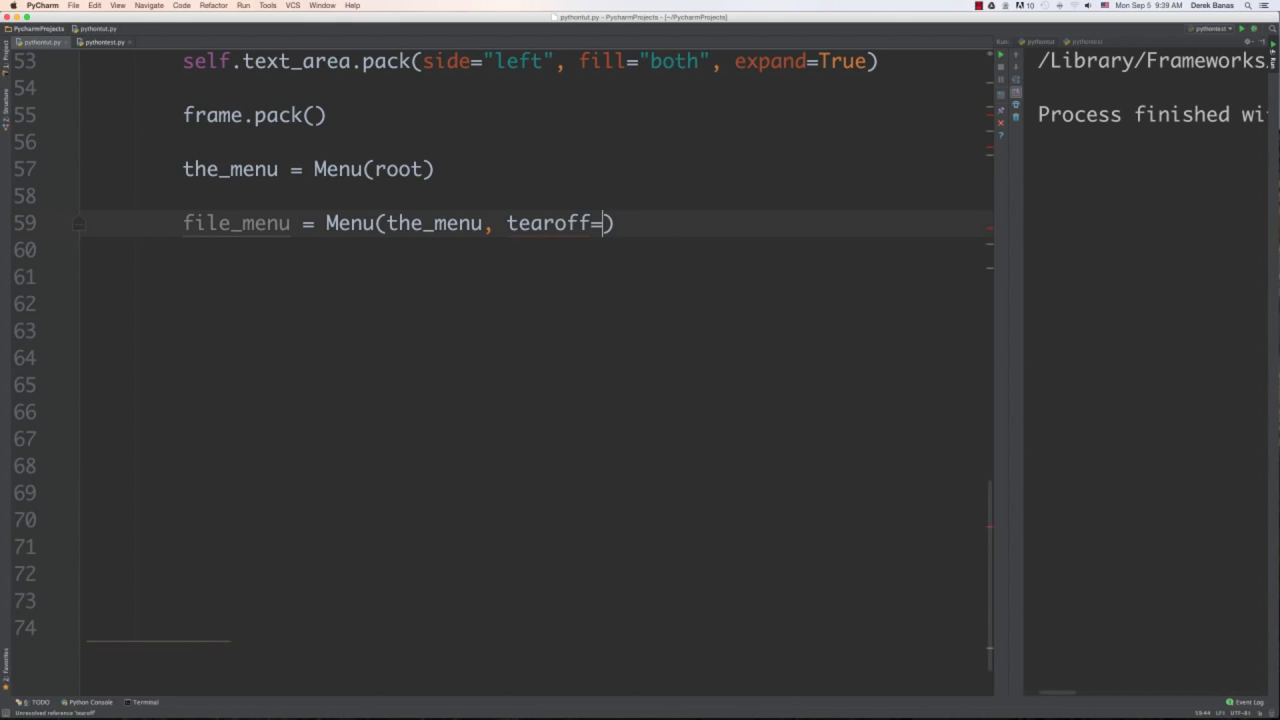 PyCharm File Edit View Navigate Code Refactor Run Tools VCS Window Help 10 Mon Sep 5 9:39 AM Derek Banas
pythontut.py - PycharmProjects - [~/PycharmProjects]
PycharmProjects pythontut.py pythontest
pythontut.py pythontest.py Run: pythontut pythontest
1: Project
Z: Structure
53 self.text_area.pack(side="left", fill="both", expand=True)
54
55 frame.pack()
56
57 the_menu = Menu(root)
58
59 file_menu = Menu(the_menu, tearoff=)
60
61
62
63
64
65
66
67
68
69
70
71
72
73
74
/Library/Frameworks
Process finished wi
Run
2: Favorites
6: TODO Python Console Terminal Event Log
Unresolved reference 'tearoff' 59:44 LF: UTF-8: